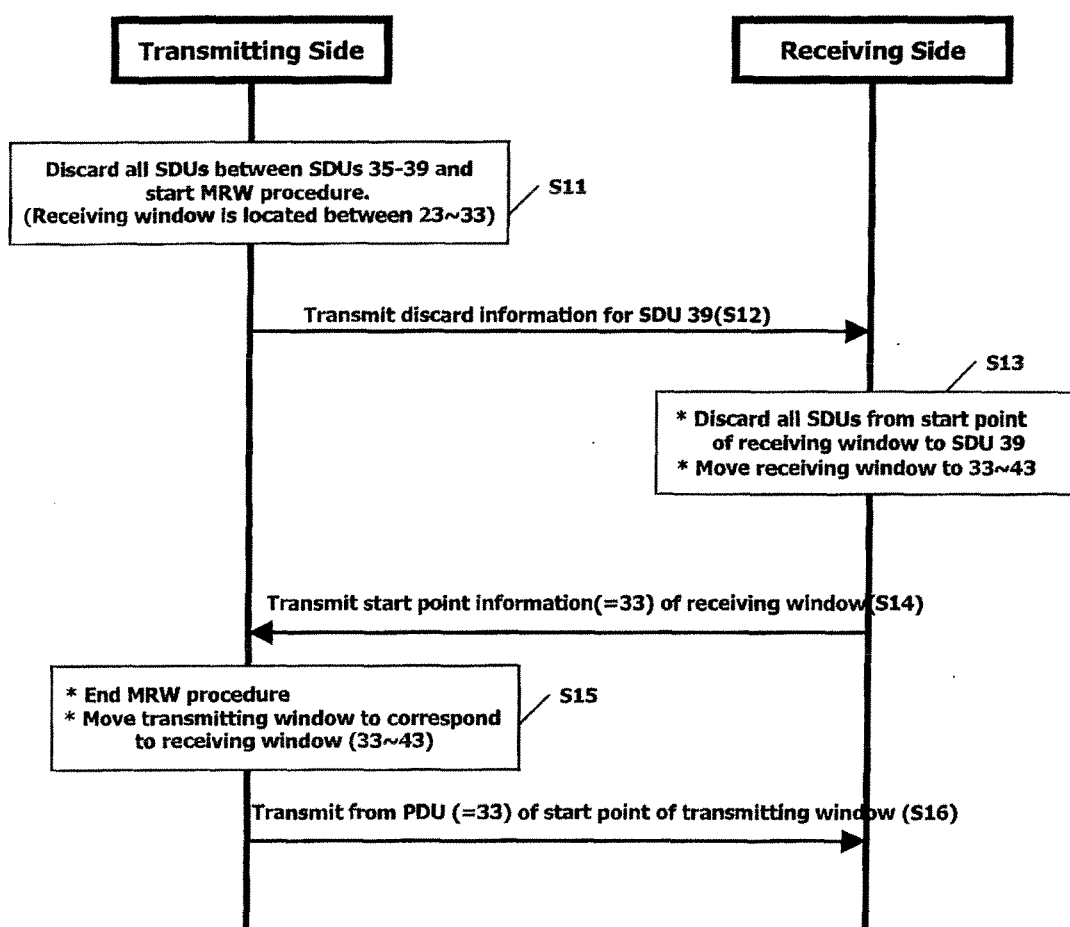 Transmitting Side
Receiving Side
Discard all SDUs between SDUs 35-39 and
start MRW procedure.
(Receiving window is located between 23~33)
S11
Transmit discard information for SDU 39(S12)
S13
* Discard all SDUs from start point
of receiving window to SDU 39
* Move receiving window to 33~43
Transmit start point information(=33) of receiving window(S14)
* End MRW procedure
* Move transmitting window to correspond
to receiving window (33~43)
S15
Transmit from PDU (=33) of start point of transmitting window (S16)